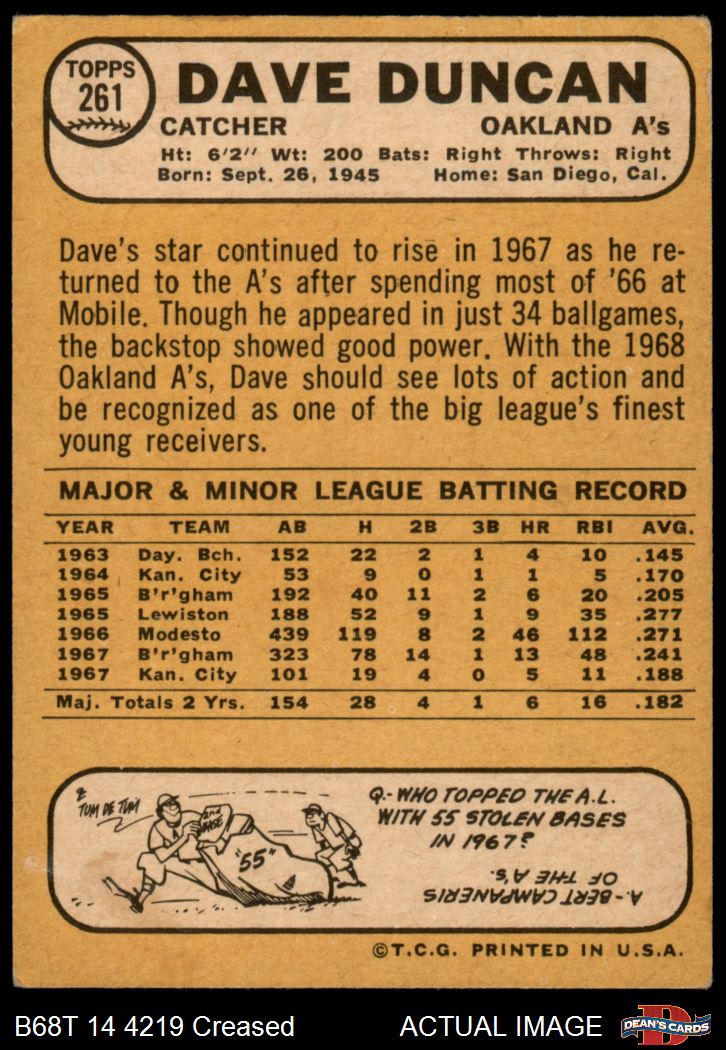 TOPPS
261
DAVE DUNCAN
CATCHER OAKLAND A's
Ht: 6'2" Wt: 200 Bats: Right Throws: Right
Born: Sept. 26, 1945 Home: San Diego, Cal.
Dave's star continued to rise in 1967 as he re-
turned to the A's after spending most of '66 at
Mobile. Though he appeared in just 34 ballgames,
the backstop showed good power. With the 1968
Oakland A's, Dave should see lots of action and
be recognized as one of the big league's finest
young receivers.
MAJOR & MINOR LEAGUE BATTING RECORD
YEAR TEAM AB H 2B 3B HR RBI AVG.
1963 Day. Bch. 152 22 2 1 4 10 .145
1964 Kan. City 53 9 0 1 1 5 .170
1965 B'r'gham 192 40 11 2 6 20 .205
1965 Lewiston 188 52 9 1 9 35 .277
1966 Modesto 439 119 8 2 46 112 .271
1967 B'r'gham 323 78 14 1 13 48 .241
1967 Kan. City 101 19 4 0 5 11 .188
Maj. Totals 2 Yrs. 154 28 4 1 6 16 .182
TUM DE TUM
2nd
BASE
"55"
Q.- WHO TOPPED THE A.L.
WITH 55 STOLEN BASES
IN 1967?
A.- BERT CAMPANERIS
OF THE A's.
©T.C.G. PRINTED IN U.S.A.
B68T 14 4219 Creased ACTUAL IMAGE
DEAN'S CARDS